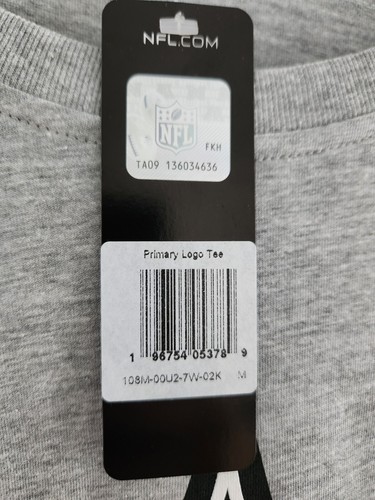 NFL.COM
NFL
FKH
TA09 136034636
Primary Logo Tee
1 96754 05378 9
108M-00U2-7W-02K M